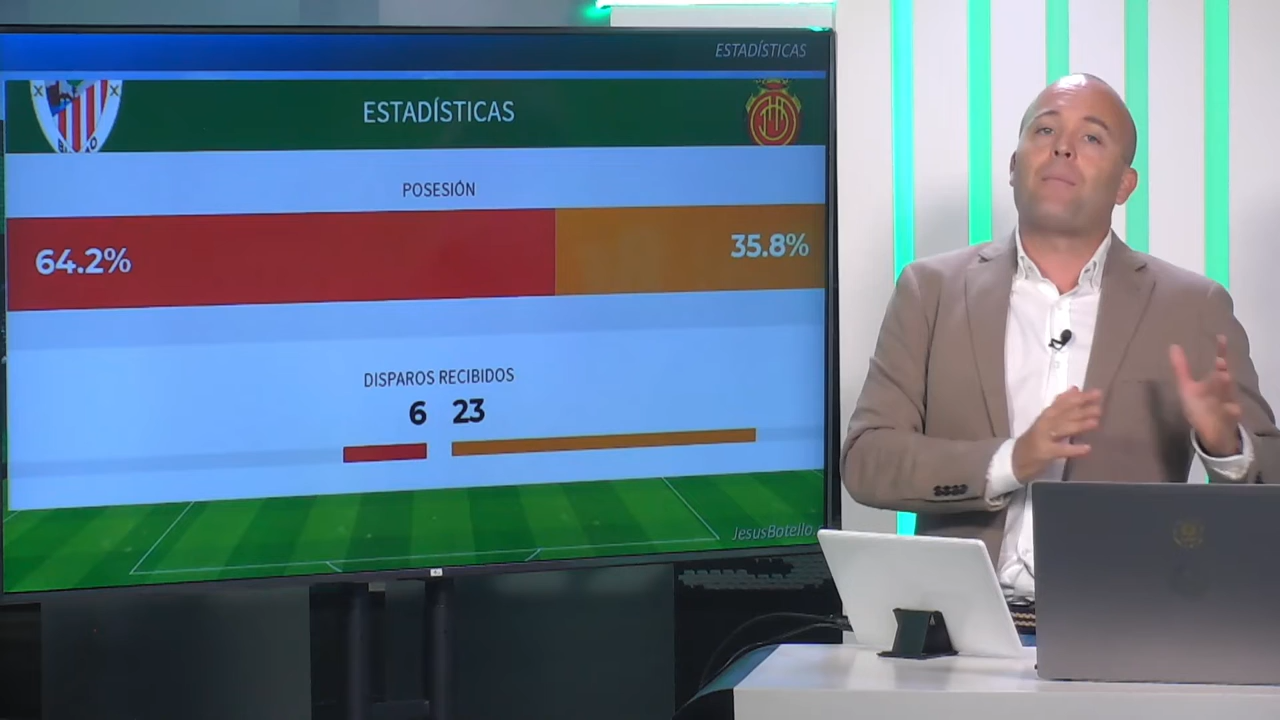 ESTADÍSTICAS
ESTADÍSTICAS
POSESIÓN
64.2%
35.8%
DISPAROS RECIBIDOS
6 23
JesusBotello